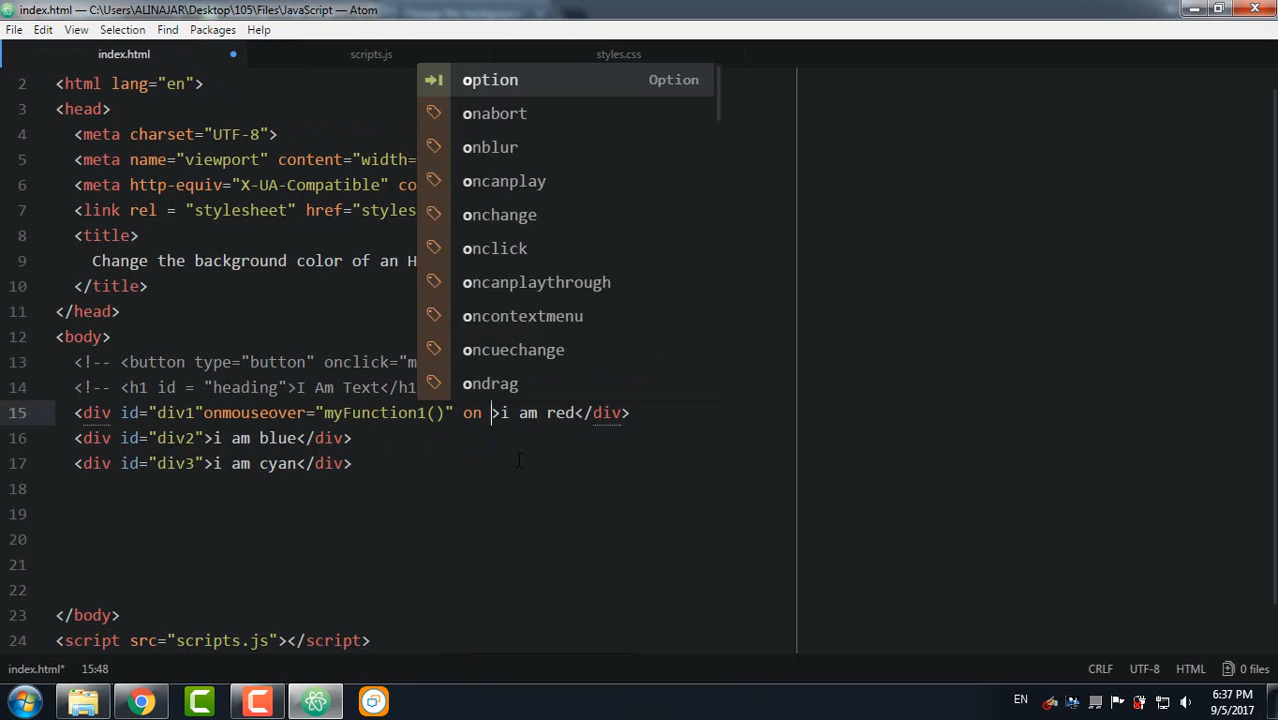 index.html — C:\Users\ALINAJAR\Desktop\105\Files\JavaScript — Atom
File Edit View Selection Find Packages Help
index.html scripts.js styles.css
2 <html lang="en">
3 <head>
4 <meta charset="UTF-8">
5 <meta name="viewport" content="width=
6 <meta http-equiv="X-UA-Compatible" co
7 <link rel = "stylesheet" href="styles
8 <title>
9 Change the background color of an H
10 </title>
11 </head>
12 <body>
13 <!-- <button type="button" onclick="m
14 <!-- <h1 id = "heading">I Am Text</h1
15 <div id="div1"onmouseover="myFunction1()" on >i am red</div>
16 <div id="div2">i am blue</div>
17 <div id="div3">i am cyan</div>
18
19
20
21
22
23 </body>
24 <script src="scripts.js"></script>
option Option
onabort
onblur
oncanplay
onchange
onclick
oncanplaythrough
oncontextmenu
oncuechange
ondrag
index.html* 15:48 CRLF UTF-8 HTML 0 files
EN 6:37 PM
9/5/2017